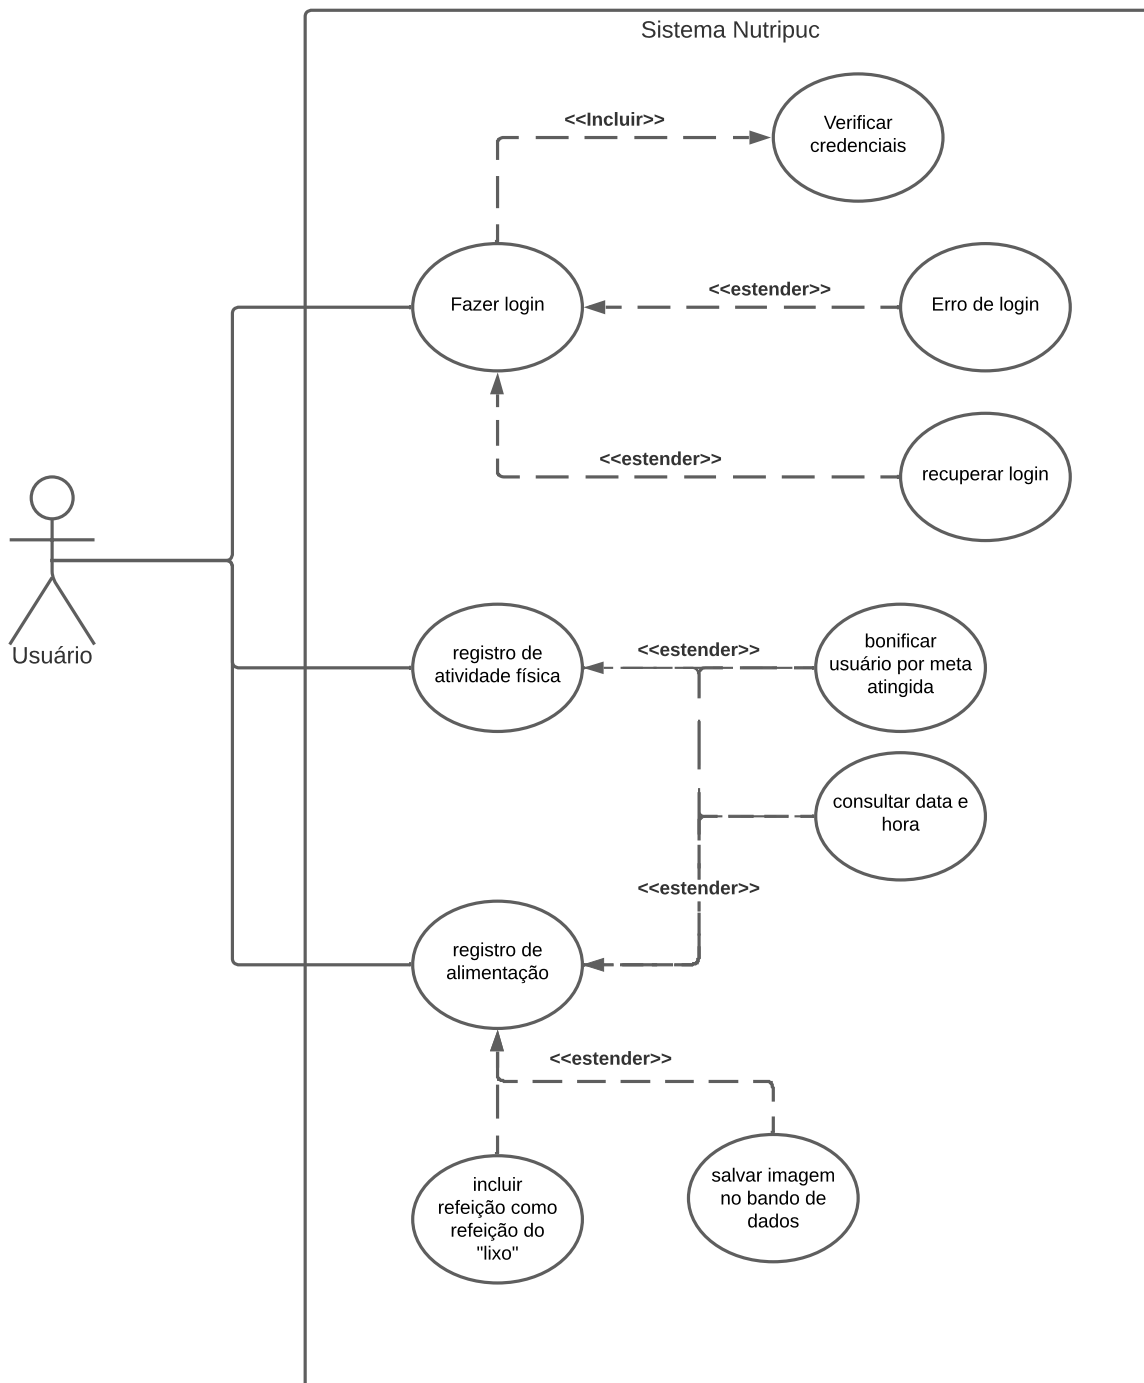 Sistema Nutripuc
<<Incluir>>
Verificar
credenciais
Fazer login
<<estender>>
Erro de login
<<estender>>
recuperar login
Usuário
registro de
atividade física
<<estender>>
bonificar
usuário por meta
atingida
consultar data e
hora
<<estender>>
registro de
alimentação
<<estender>>
incluir
refeição como
refeição do
"lixo"
salvar imagem
no bando de
dados